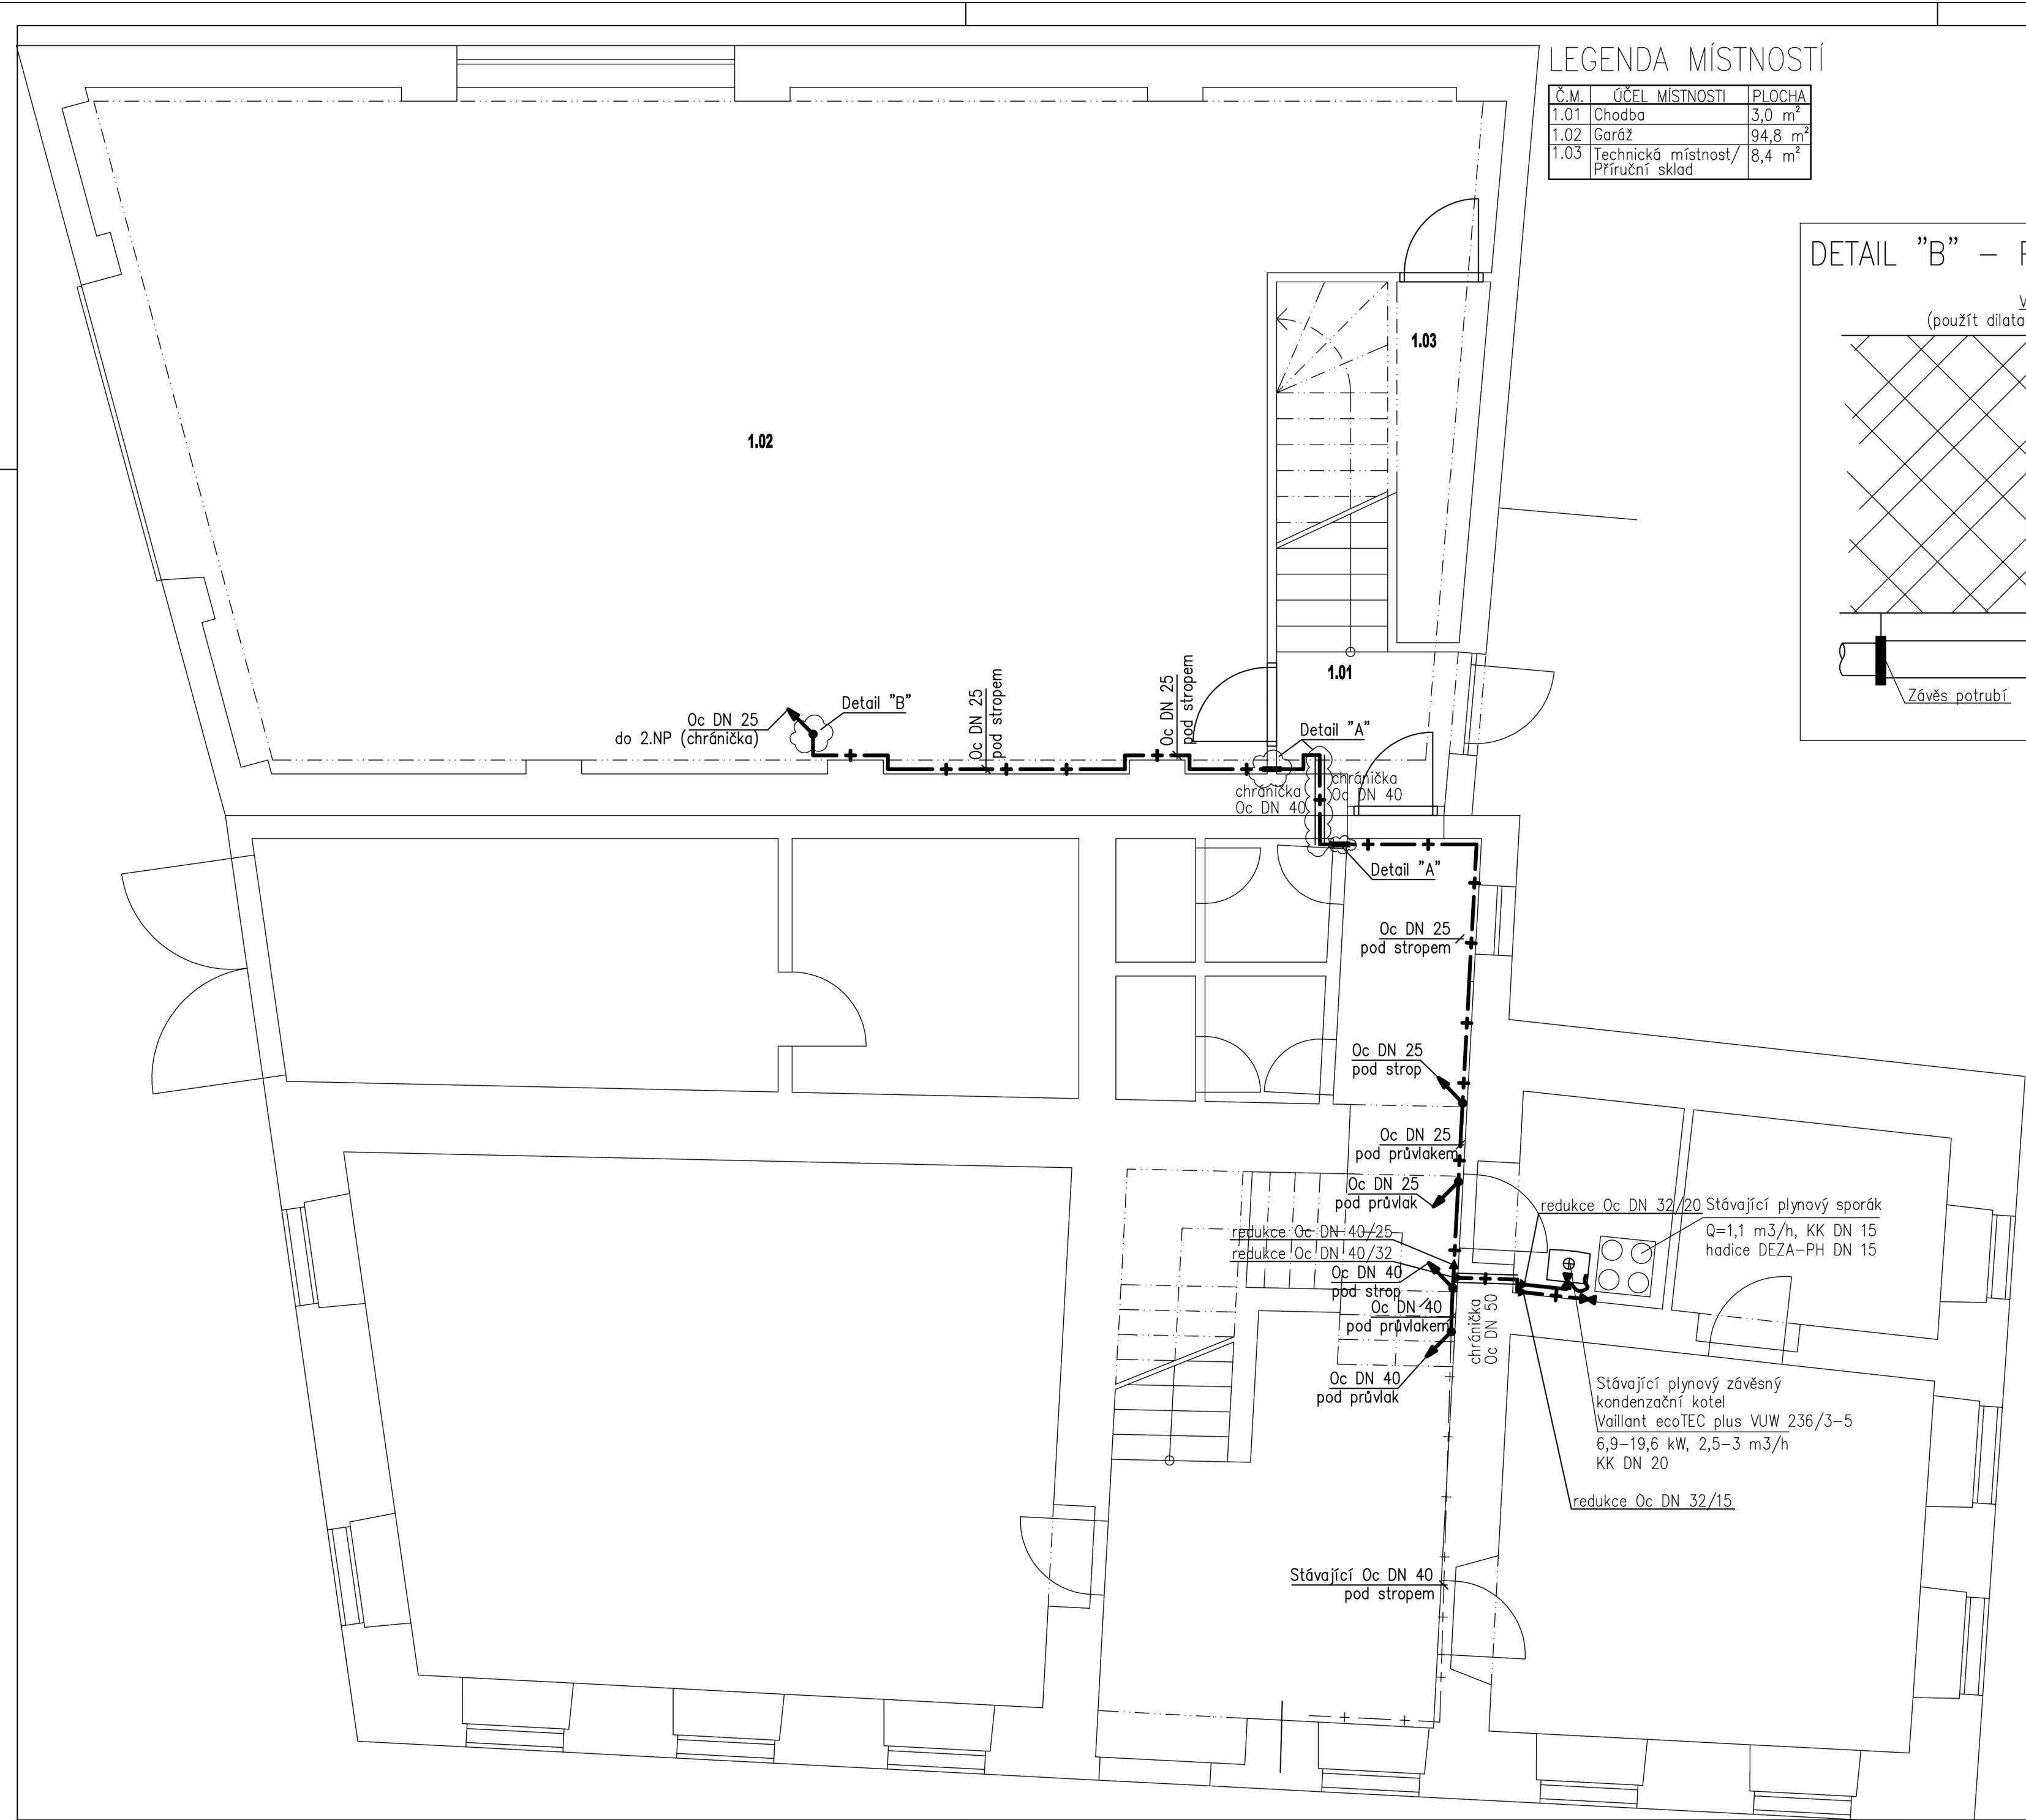 LEGENDA MÍSTNOSTÍ
Č.M. ÚČEL MÍSTNOSTI PLOCHA
1.01 Chodba 3,0 m²
1.02 Garáž 94,8 m²
1.03 Technická místnost/ 8,4 m²
Příruční sklad
DETAIL "B" –
(použít
Závěs potrubí
1.03
1.02
1.01
Detail "B"
Oc DN 25
do 2.NP (chránička)
Oc DN 25
pod stropem
Oc DN 25
pod stropem
Detail "A"
chránička
Oc DN 40
chránička
Oc DN 40
Detail "A"
Oc DN 25
pod stropem
Oc DN 25
pod strop
Oc DN 25
pod průvlakem
Oc DN 25
pod průvlak
redukce Oc DN 40/25
redukce Oc DN 40/32
Oc DN 40
pod strop
Oc DN 40
pod průvlakem
Oc DN 40
pod průvlak
chránička
Oc DN 50
redukce Oc DN 32/20
Stávající plynový sporák
Q=1,1 m3/h, KK DN 15
hadice DEZA-PH DN 15
Stávající plynový závěsný
kondenzační kotel
Vaillant ecoTEC plus VUW 236/3-5
6,9-19,6 kW, 2,5-3 m3/h
KK DN 20
redukce Oc DN 32/15
Stávající Oc DN 40
pod stropem